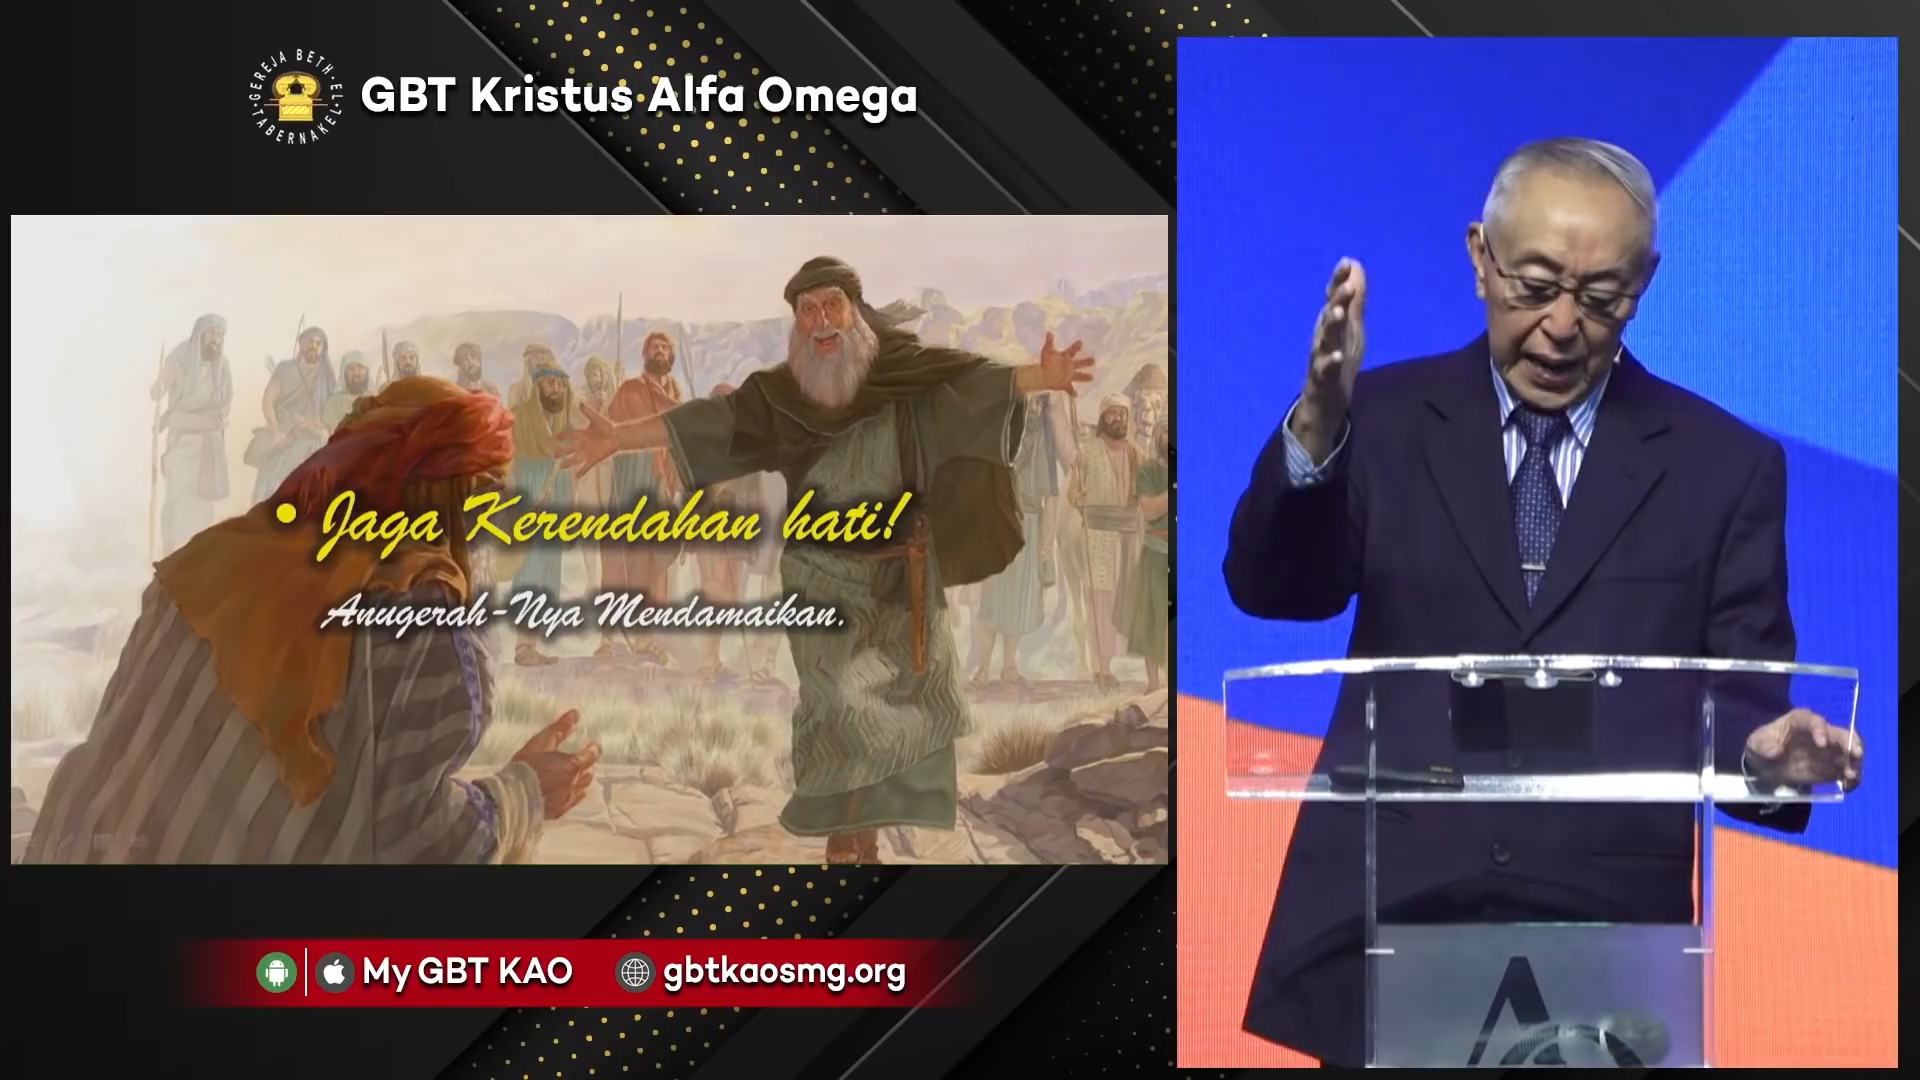 GEREJA BETH-EL TABERNAKEL
GBT Kristus Alfa Omega
• Jaga Kerendahan hati!
Anugerah-Nya Mendamaikan.
My GBT KAO
gbtkaosmg.org